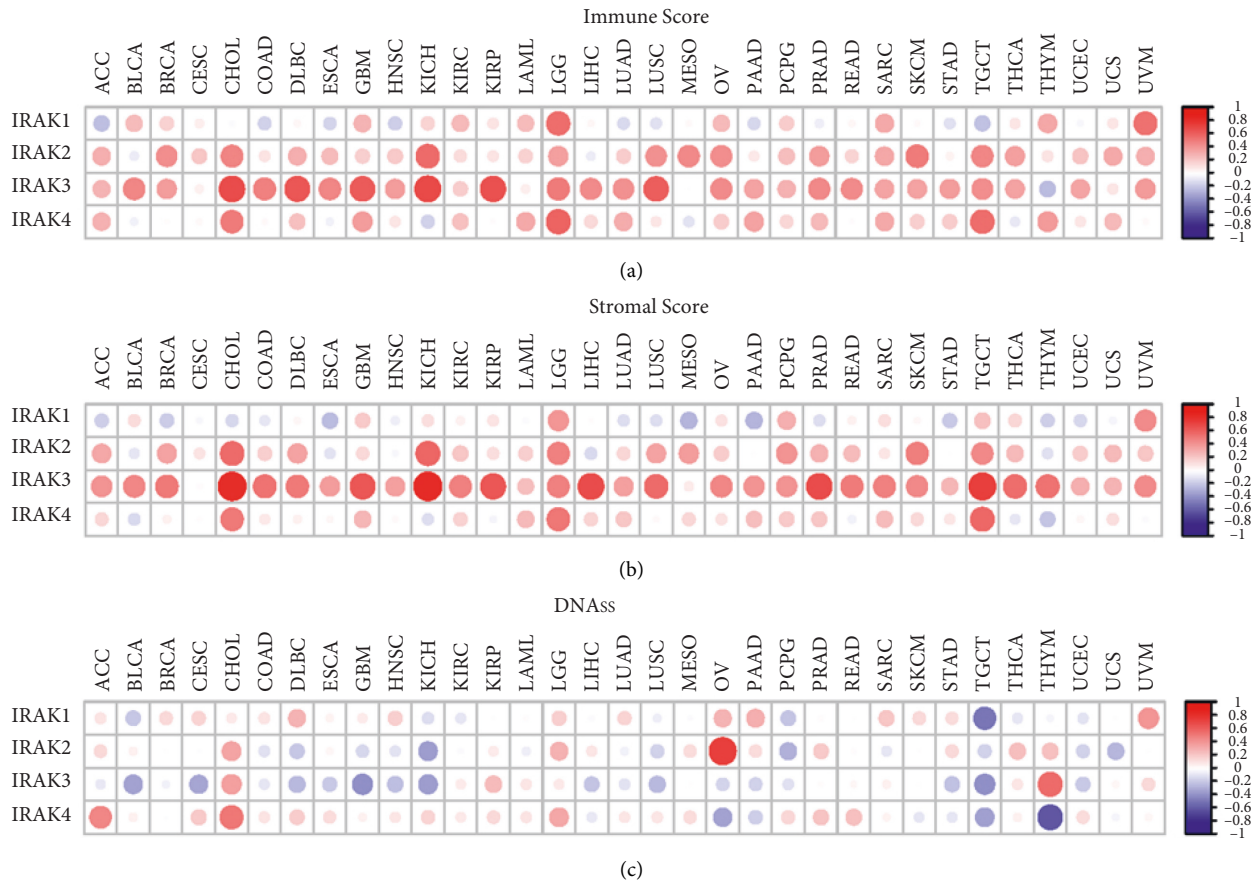 Immune Score
ACC BLCA BRCA CESC CHOL COAD DLBC ESCA GBM HNSC KICH KIRC KIRP LAML LGG LIHC LUAD LUSC MESO OV PAAD PCPG PRAD READ SARC SKCM STAD TGCT THCA THYM UCEC UCS UVM
IRAK1
IRAK2
IRAK3
IRAK4
1
0.8
0.6
0.4
0.2
0
−0.2
−0.4
−0.6
−0.8
−1
(a)
Stromal Score
ACC BLCA BRCA CESC CHOL COAD DLBC ESCA GBM HNSC KICH KIRC KIRP LAML LGG LIHC LUAD LUSC MESO OV PAAD PCPG PRAD READ SARC SKCM STAD TGCT THCA THYM UCEC UCS UVM
IRAK1
IRAK2
IRAK3
IRAK4
1
0.8
0.6
0.4
0.2
0
−0.2
−0.4
−0.6
−0.8
−1
(b)
DNAss
ACC BLCA BRCA CESC CHOL COAD DLBC ESCA GBM HNSC KICH KIRC KIRP LAML LGG LIHC LUAD LUSC MESO OV PAAD PCPG PRAD READ SARC SKCM STAD TGCT THCA THYM UCEC UCS UVM
IRAK1
IRAK2
IRAK3
IRAK4
1
0.8
0.6
0.4
0.2
0
−0.2
−0.4
−0.6
−0.8
−1
(c)